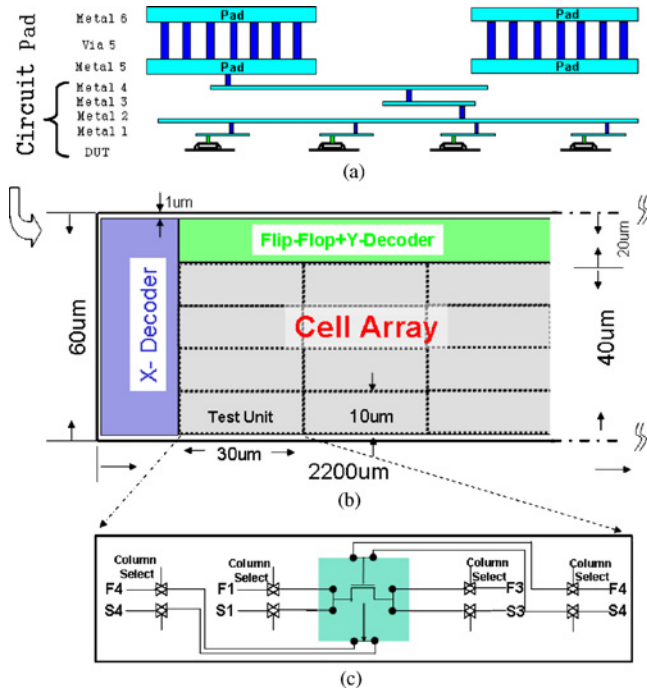 Circuit Pad
Metal 6
Via 5
Metal 5
Metal 4
Metal 3
Metal 2
Metal 1
DUT
Pad
Pad
Pad
Pad
(a)
1um
60um
X- Decoder
Flip-Flop+Y-Decoder
20um
Cell Array
40um
Test Unit
10um
30um
2200um
(b)
Column Select
Column Select
Column Select
Column Select
F4
F1
F3
F4
S4
S1
S3
S4
(c)